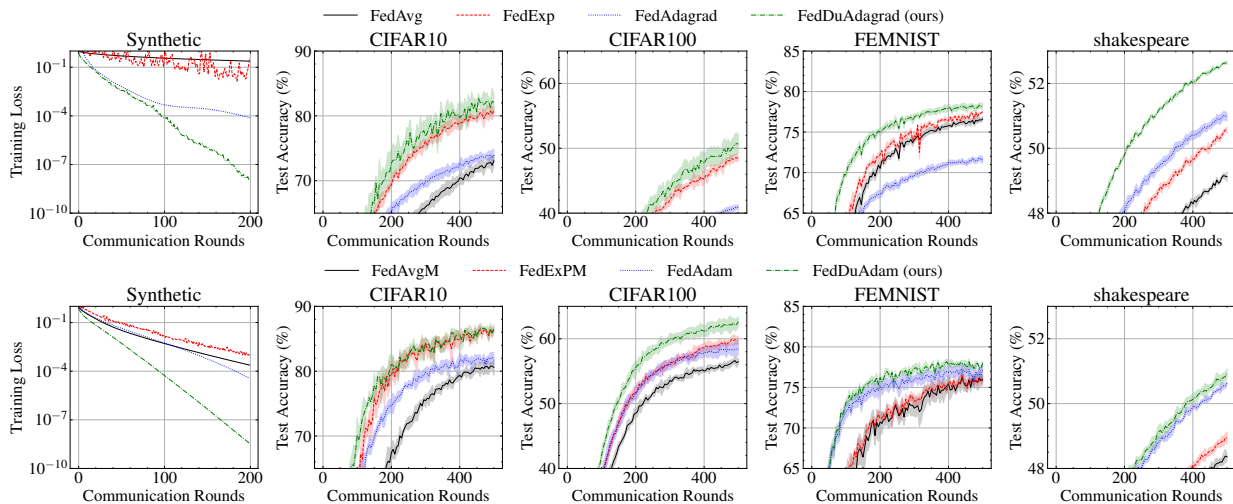 FedAvg FedExp FedAdagrad FedDuAdagrad (ours)
Synthetic CIFAR10 CIFAR100 FEMNIST shakespeare
Training Loss
10⁻¹
10⁻⁴
10⁻⁷
10⁻¹⁰
0 100 200
Communication Rounds
Test Accuracy (%)
90
80
70
0 200 400
Communication Rounds
Test Accuracy (%)
60
50
40
0 200 400
Communication Rounds
Test Accuracy (%)
85
80
75
70
65
0 200 400
Communication Rounds
Test Accuracy (%)
52
50
48
0 200 400
Communication Rounds
FedAvgM FedExPM FedAdam FedDuAdam (ours)
Synthetic CIFAR10 CIFAR100 FEMNIST shakespeare
Training Loss
10⁻¹
10⁻⁴
10⁻⁷
10⁻¹⁰
0 100 200
Communication Rounds
Test Accuracy (%)
90
80
70
0 200 400
Communication Rounds
Test Accuracy (%)
60
50
40
0 200 400
Communication Rounds
Test Accuracy (%)
85
80
75
70
65
0 200 400
Communication Rounds
Test Accuracy (%)
52
50
48
0 200 400
Communication Rounds